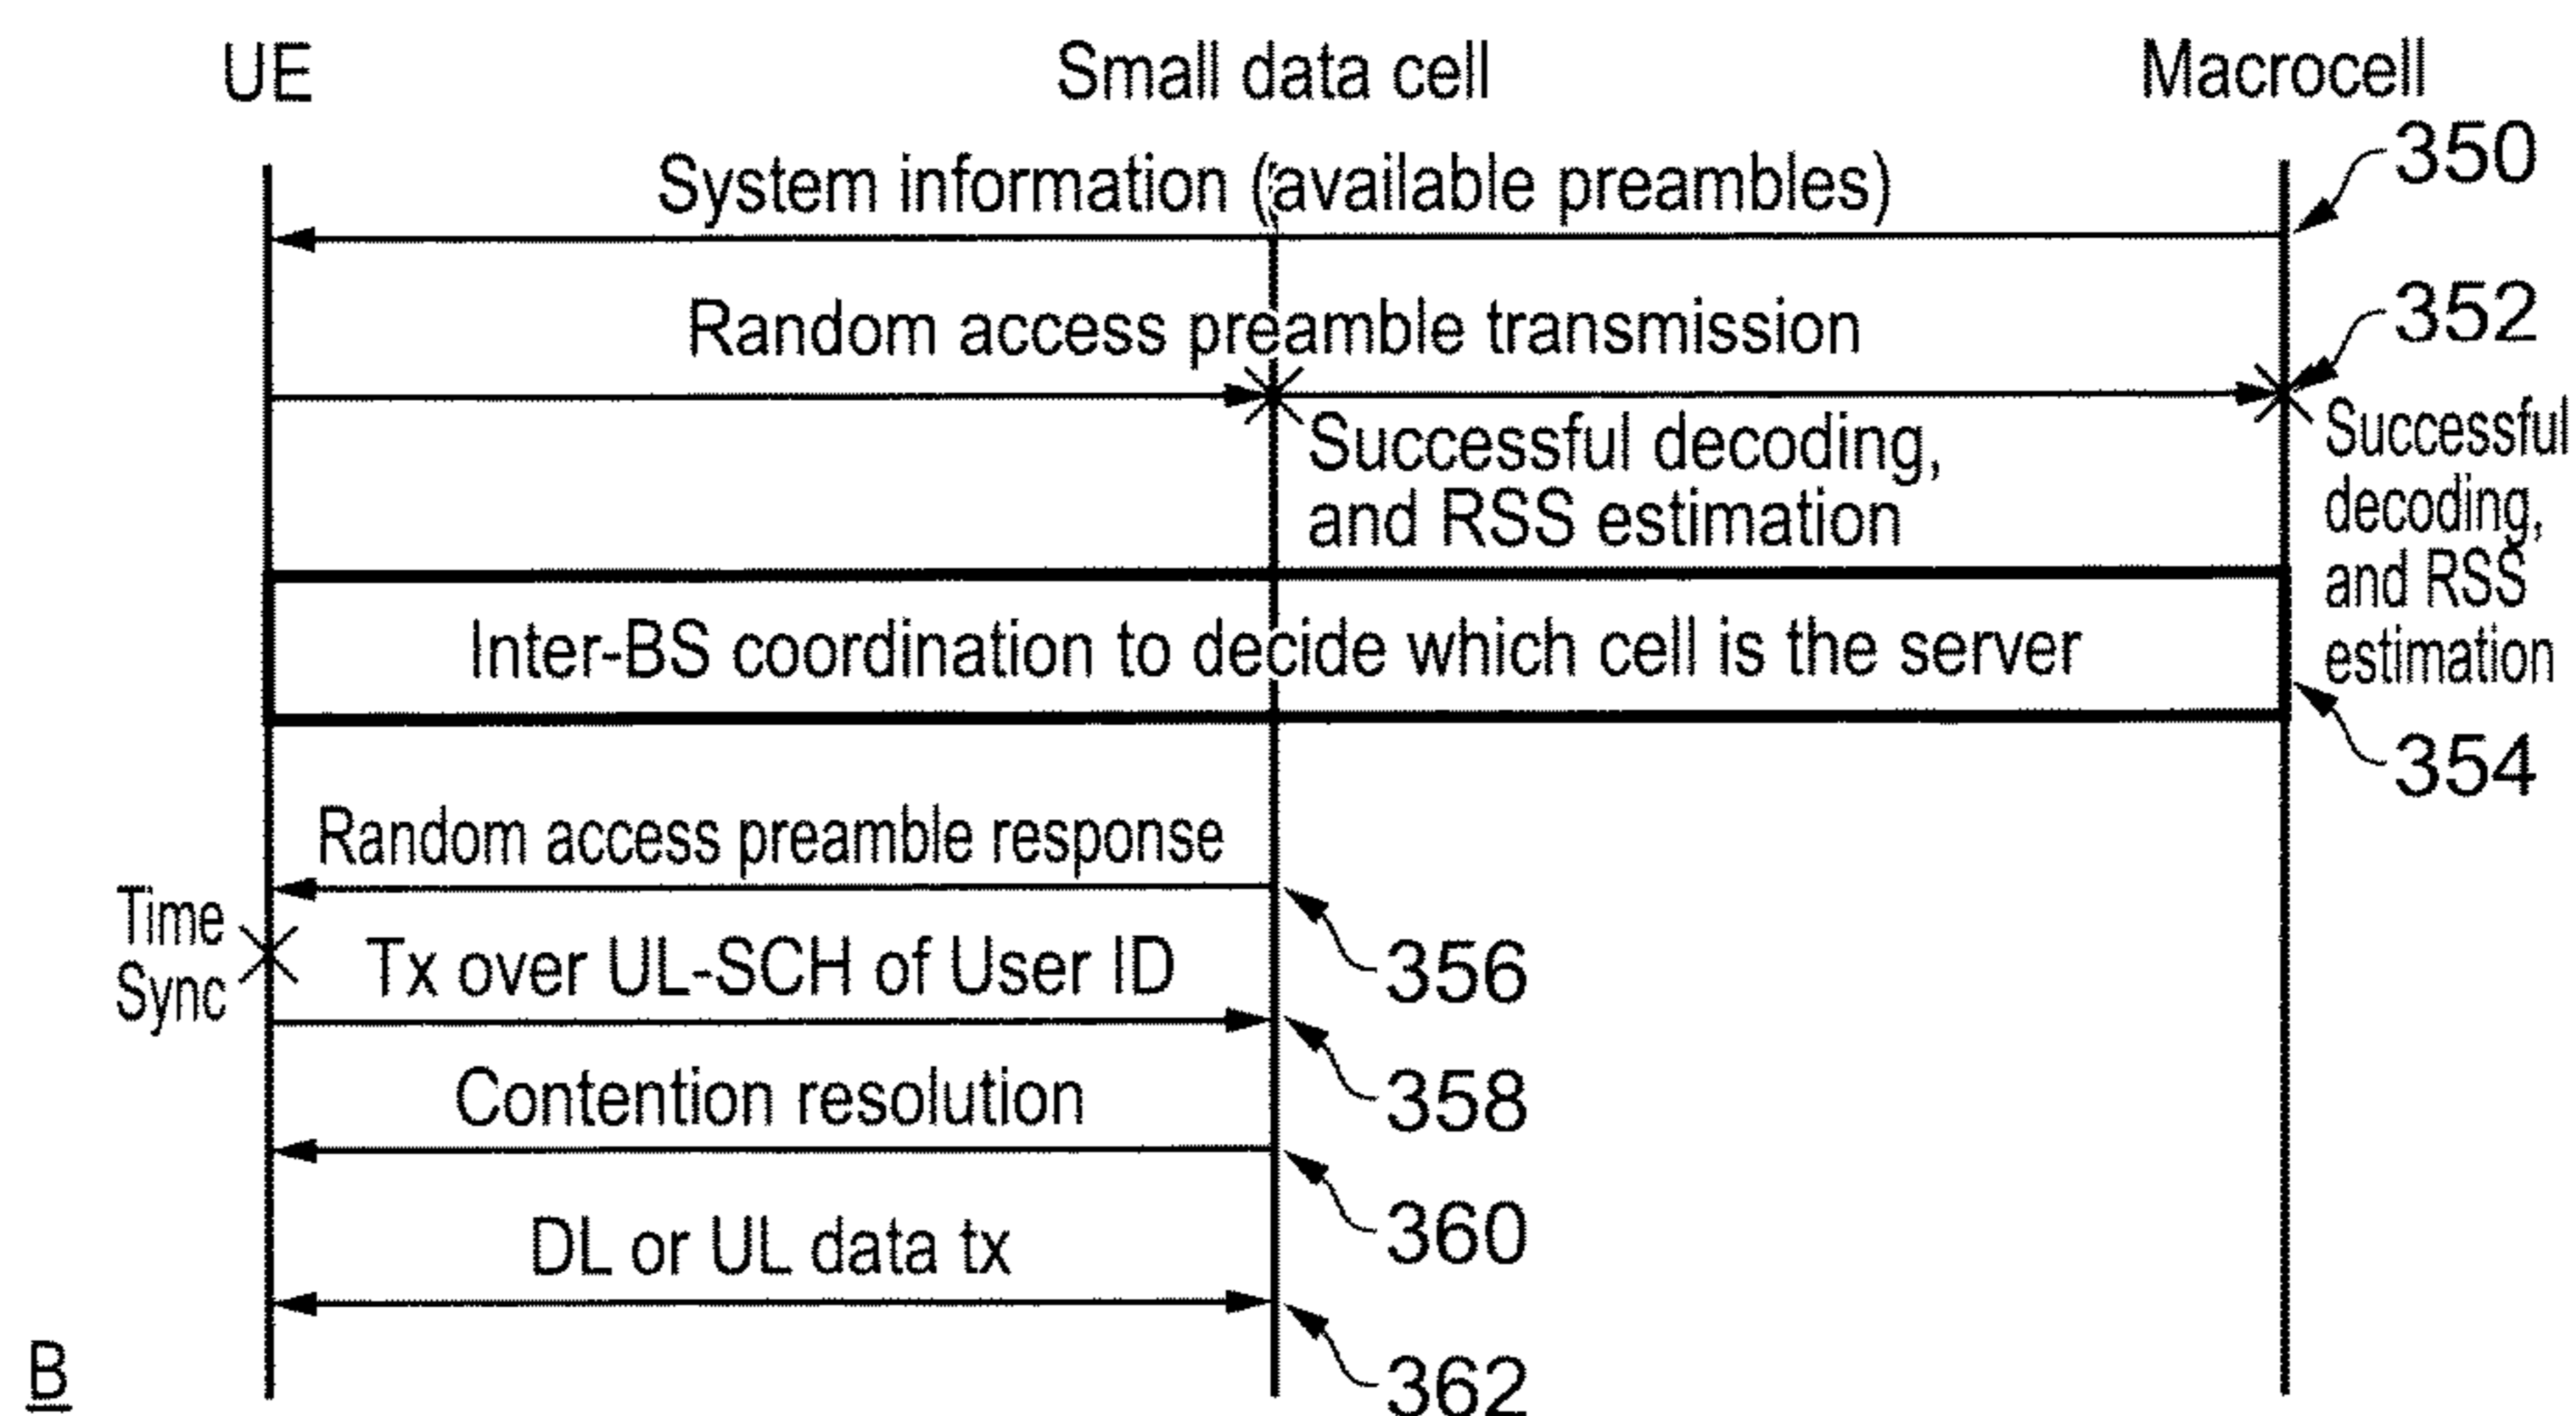 UE
Small data cell
Macrocell
System information (available preambles)
350
Random access preamble transmission
352
Successful decoding,
and RSS estimation
Successful
decoding,
and RSS
estimation
Inter-BS coordination to decide which cell is the server
354
Random access preamble response
356
Time
Sync
Tx over UL-SCH of User ID
358
Contention resolution
360
DL or UL data tx
362
B